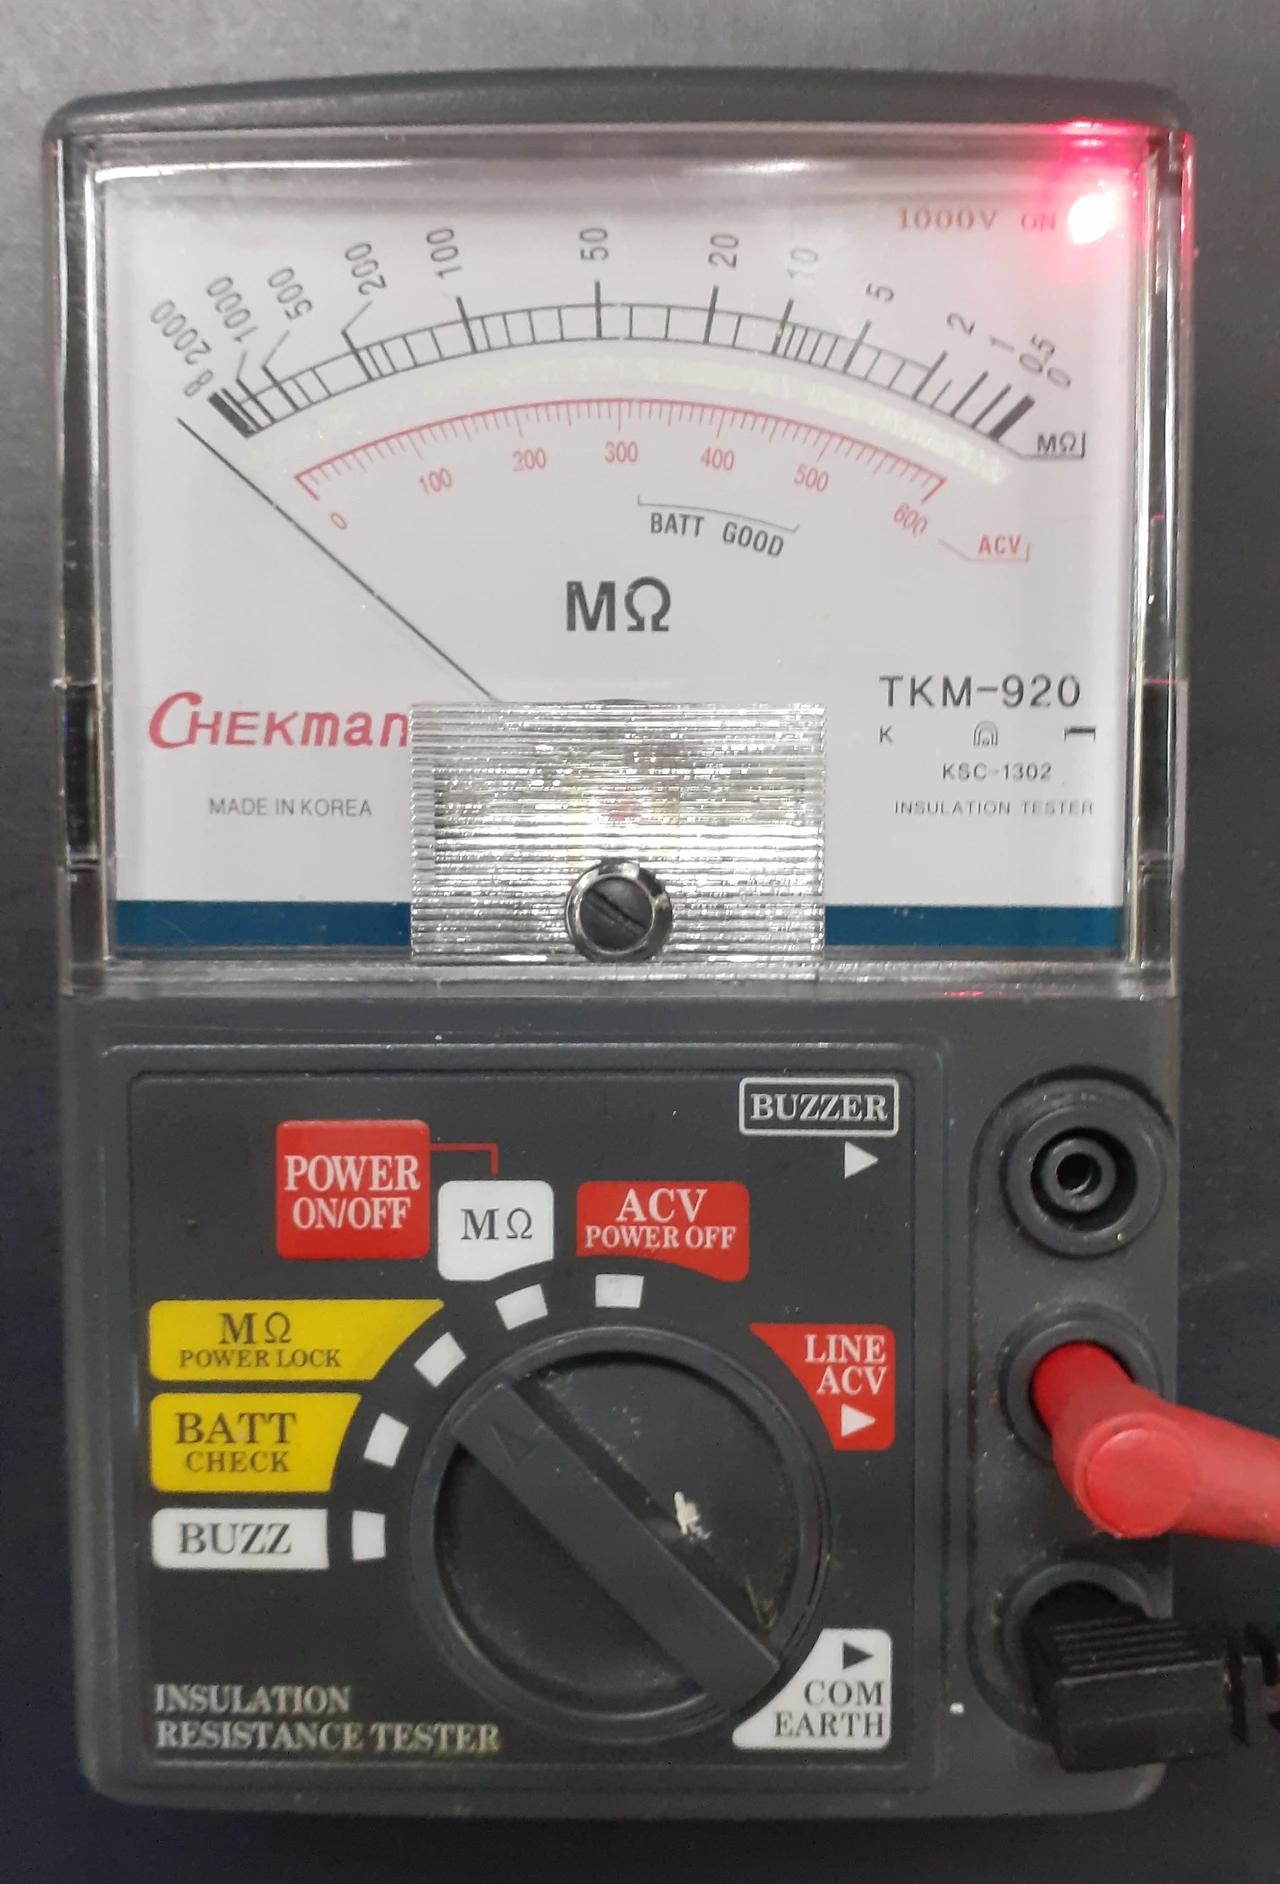 1000V ON
∞ 2000 1000 500 200 100 50 20 10 5 2 1 0.5 0
MΩ
0 100 200 300 400 500 600
ACV
BATT GOOD
MΩ
CHEKman
MADE IN KOREA
TKM-920
K
KSC-1302
INSULATION TESTER
BUZZER
POWER
ON/OFF
MΩ
ACV
POWER OFF
MΩ
POWER LOCK
LINE
ACV
BATT
CHECK
BUZZ
COM
EARTH
INSULATION
RESISTANCE TESTER